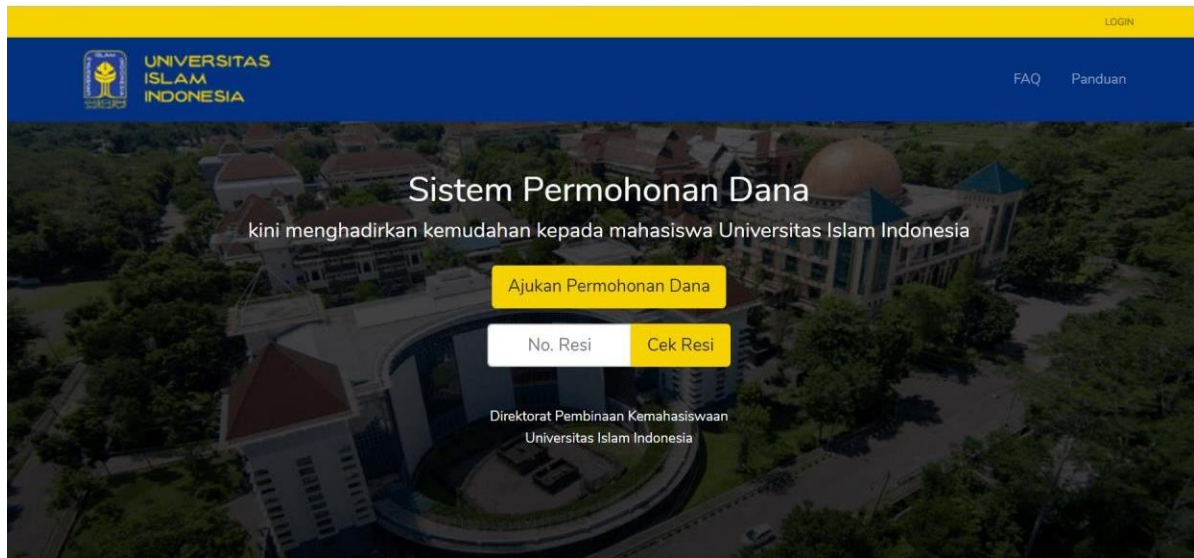 LOGIN
UNIVERSITAS
ISLAM
INDONESIA
FAQ
Panduan
Sistem Permohonan Dana
kini menghadirkan kemudahan kepada mahasiswa Universitas Islam Indonesia
Ajukan Permohonan Dana
No. Resi
Cek Resi
Direktorat Pembinaan Kemahasiswaan
Universitas Islam Indonesia